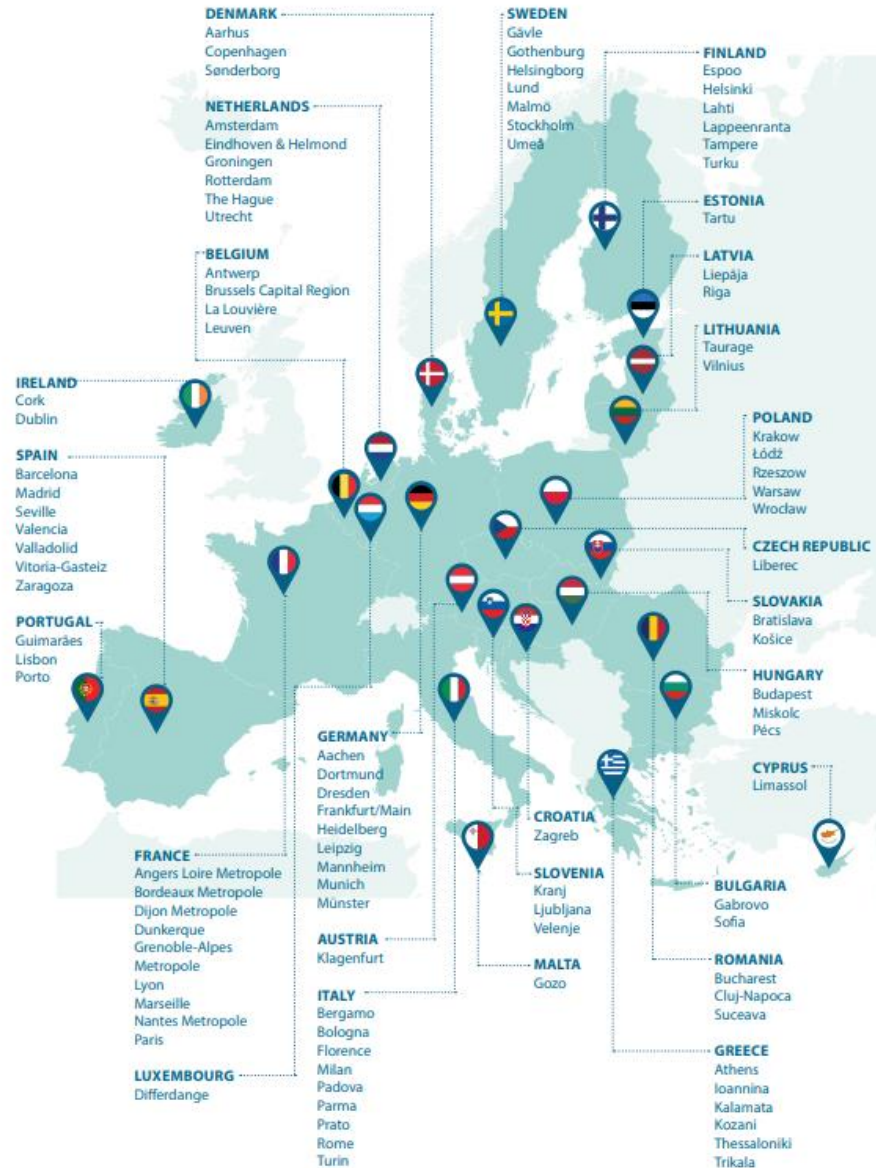 DENMARK
Aarhus
Copenhagen
Sønderborg
NETHERLANDS
Amsterdam
Eindhoven & Helmond
Groningen
Rotterdam
The Hague
Utrecht
BELGIUM
Antwerp
Brussels Capital Region
La Louvière
Leuven
IRELAND
Cork
Dublin
SPAIN
Barcelona
Madrid
Seville
Valencia
Valladolid
Vitoria-Gasteiz
Zaragoza
PORTUGAL
Guimarães
Lisbon
Porto
SWEDEN
Gävle
Gothenburg
Helsingborg
Lund
Malmö
Stockholm
Umeå
FINLAND
Espoo
Helsinki
Lahti
Lappeenranta
Tampere
Turku
ESTONIA
Tartu
LATVIA
Liepāja
Riga
LITHUANIA
Taurage
Vilnius
POLAND
Krakow
Łódź
Rzeszow
Warsaw
Wrocław
CZECH REPUBLIC
Liberec
SLOVAKIA
Bratislava
Košice
HUNGARY
Budapest
Miskolc
Pécs
CYPRUS
Limassol
FRANCE
Angers Loire Metropole
Bordeaux Metropole
Dijon Metropole
Dunkerque
Grenoble-Alpes
Metropole
Lyon
Marseille
Nantes Metropole
Paris
LUXEMBOURG
Differdange
GERMANY
Aachen
Dortmund
Dresden
Frankfurt/Main
Heidelberg
Leipzig
Mannheim
Munich
Münster
AUSTRIA
Klagenfurt
ITALY
Bergamo
Bologna
Florence
Milan
Padova
Parma
Prato
Rome
Turin
CROATIA
Zagreb
SLOVENIA
Kranj
Ljubljana
Velenje
MALTA
Gozo
BULGARIA
Gabrovo
Sofia
ROMANIA
Bucharest
Cluj-Napoca
Suceava
GREECE
Athens
Ioannina
Kalamata
Kozani
Thessaloniki
Trikala